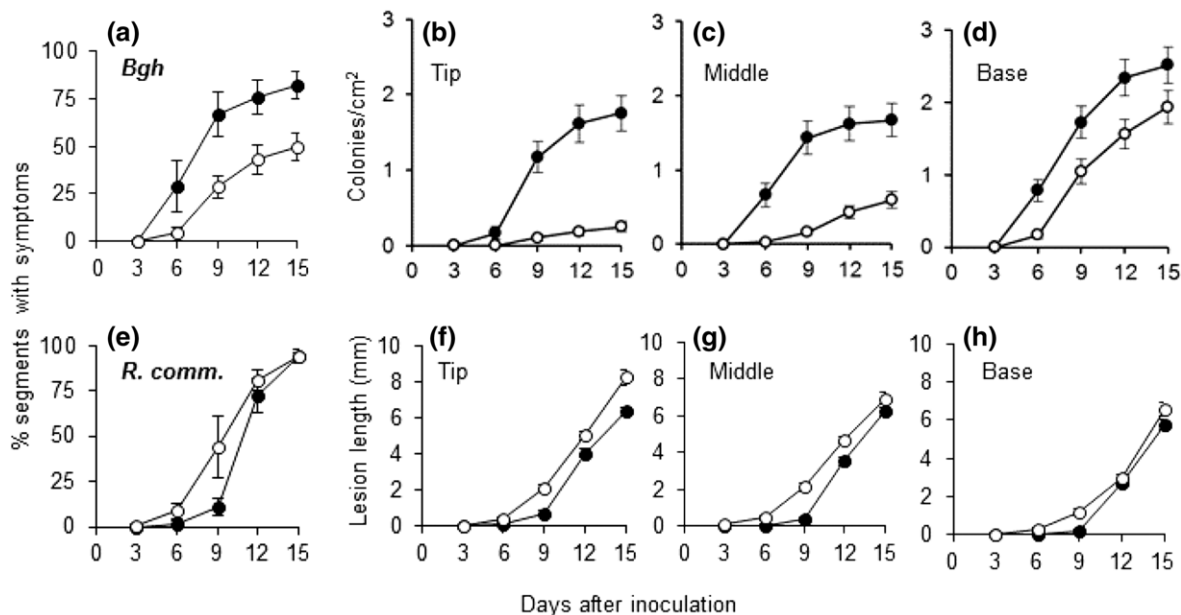 (a)
Bgh
100
75
50
25
0
0 3 6 9 12 15
(b)
Tip
Colonies/cm²
3
2
1
0
0 3 6 9 12 15
(c)
Middle
3
2
1
0
0 3 6 9 12 15
(d)
Base
3
2
1
0
0 3 6 9 12 15
% segments with symptoms
(e)
R. comm.
100
75
50
25
0
0 3 6 9 12 15
(f)
Tip
Lesion length (mm)
10
8
6
4
2
0
0 3 6 9 12 15
(g)
Middle
10
8
6
4
2
0
0 3 6 9 12 15
(h)
Base
10
8
6
4
2
0
0 3 6 9 12 15
Days after inoculation